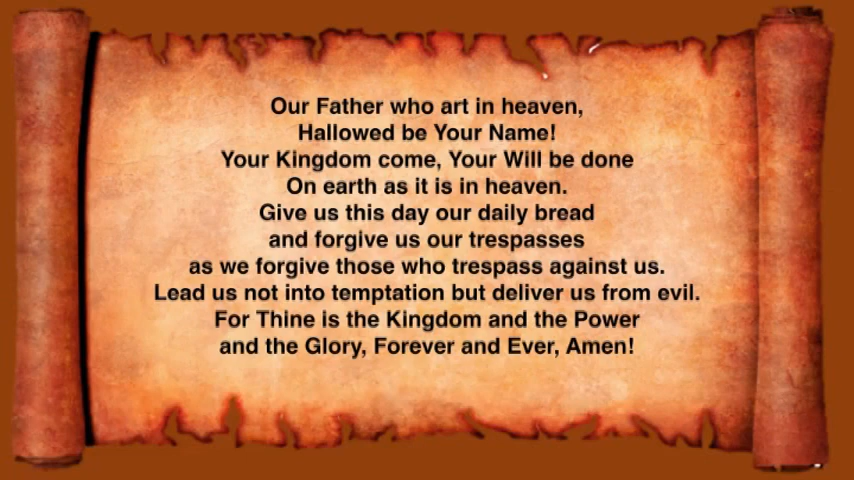 Our Father who art in heaven,
Hallowed be Your Name!
Your Kingdom come, Your Will be done
On earth as it is in heaven.
Give us this day our daily bread
and forgive us our trespasses
as we forgive those who trespass against us.
Lead us not into temptation but deliver us from evil.
For Thine is the Kingdom and the Power
and the Glory, Forever and Ever, Amen!